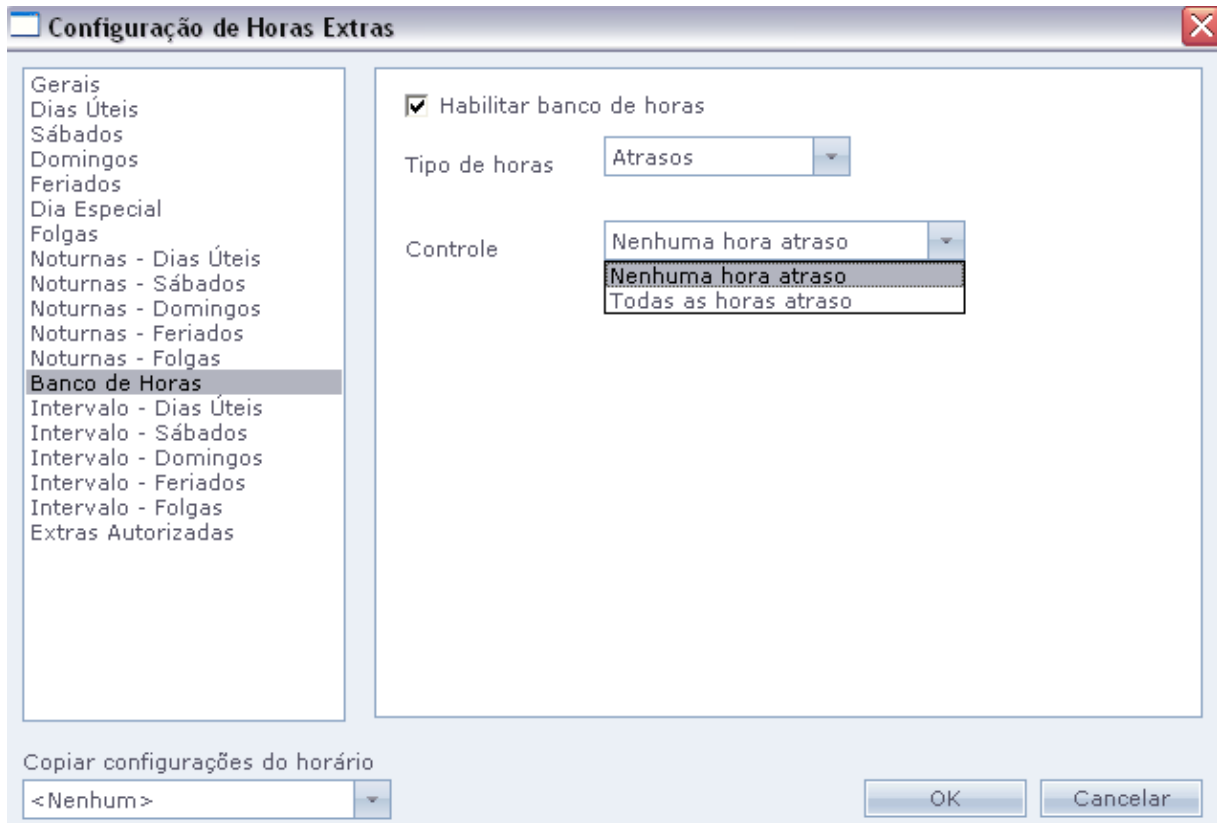 Configuração de Horas Extras
Gerais
Dias Úteis
Sábados
Domingos
Feriados
Dia Especial
Folgas
Noturnas - Dias Úteis
Noturnas - Sábados
Noturnas - Domingos
Noturnas - Feriados
Noturnas - Folgas
Banco de Horas
Intervalo - Dias Úteis
Intervalo - Sábados
Intervalo - Domingos
Intervalo - Feriados
Intervalo - Folgas
Extras Autorizadas
Habilitar banco de horas
Tipo de horas Atrasos
Controle Nenhuma hora atraso
Nenhuma hora atraso
Todas as horas atraso
Copiar configurações do horário
<Nenhum>
OK Cancelar